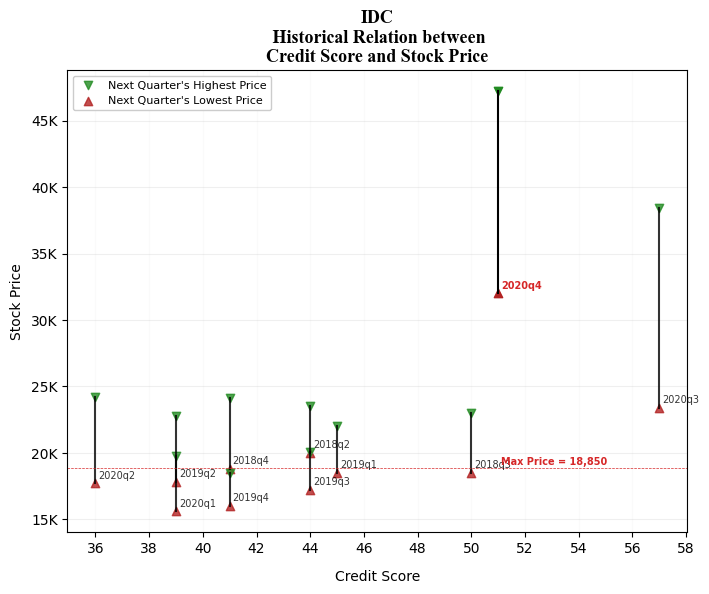 IDC
Historical Relation between
Credit Score and Stock Price
Next Quarter's Highest Price
Next Quarter's Lowest Price
45K
40K
35K
30K
25K
20K
15K
Stock Price
2020q4
2020q3
2018q2
2018q4
2019q1
2018q3
Max Price = 18,850
2020q2
2019q2
2019q3
2019q4
2020q1
36 38 40 42 44 46 48 50 52 54 56 58
Credit Score